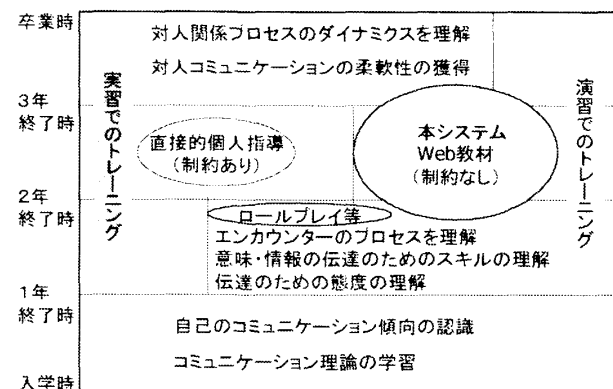 卒業時
対人関係プロセスのダイナミクスを理解
対人コミュニケーションの柔軟性の獲得
実習でのトレーニング
演習でのトレーニング
3年
終了時
直接的個人指導
(制約あり)
本システム
Web教材
(制約なし)
2年
終了時
ロールプレイ等
エンカウンターのプロセスを理解
意味・情報の伝達のためのスキルの理解
伝達のための態度の理解
1年
終了時
自己のコミュニケーション傾向の認識
コミュニケーション理論の学習
入学時